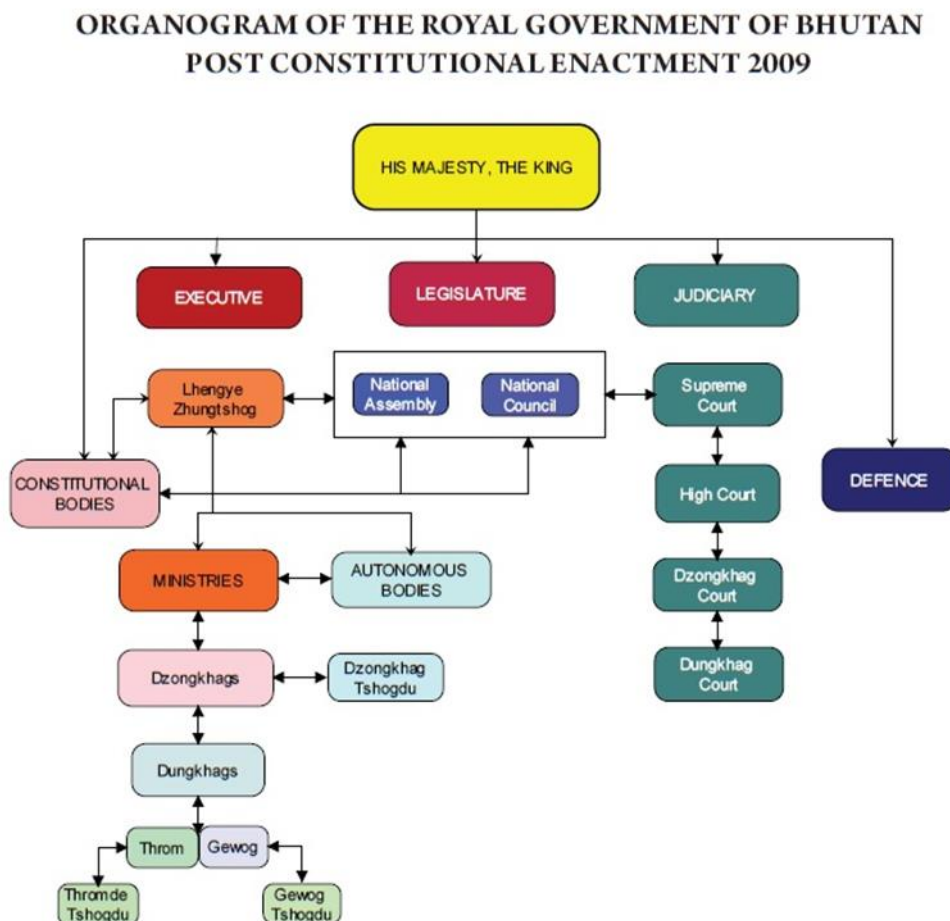 ORGANOGRAM OF THE ROYAL GOVERNMENT OF BHUTAN
POST CONSTITUTIONAL ENACTMENT 2009
HIS MAJESTY, THE KING
EXECUTIVE
LEGISLATURE
JUDICIARY
Lhengye
Zhungtshog
National
Assembly
National
Council
Supreme
Court
CONSTITUTIONAL
BODIES
High Court
DEFENCE
MINISTRIES
AUTONOMOUS
BODIES
Dzongkhag
Court
Dzongkhags
Dzongkhag
Tshogdu
Dungkhag
Court
Dungkhags
Throm
Gewog
Thromde
Tshogdu
Gewog
Tshogdu